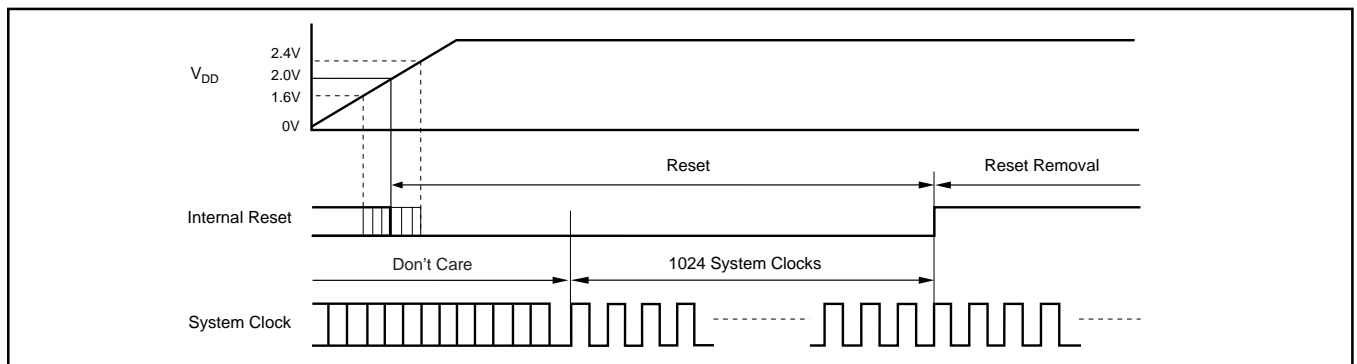 2.4V
V_DD
2.0V
1.6V
0V
Reset
Reset Removal
Internal Reset
Don't Care
1024 System Clocks
System Clock